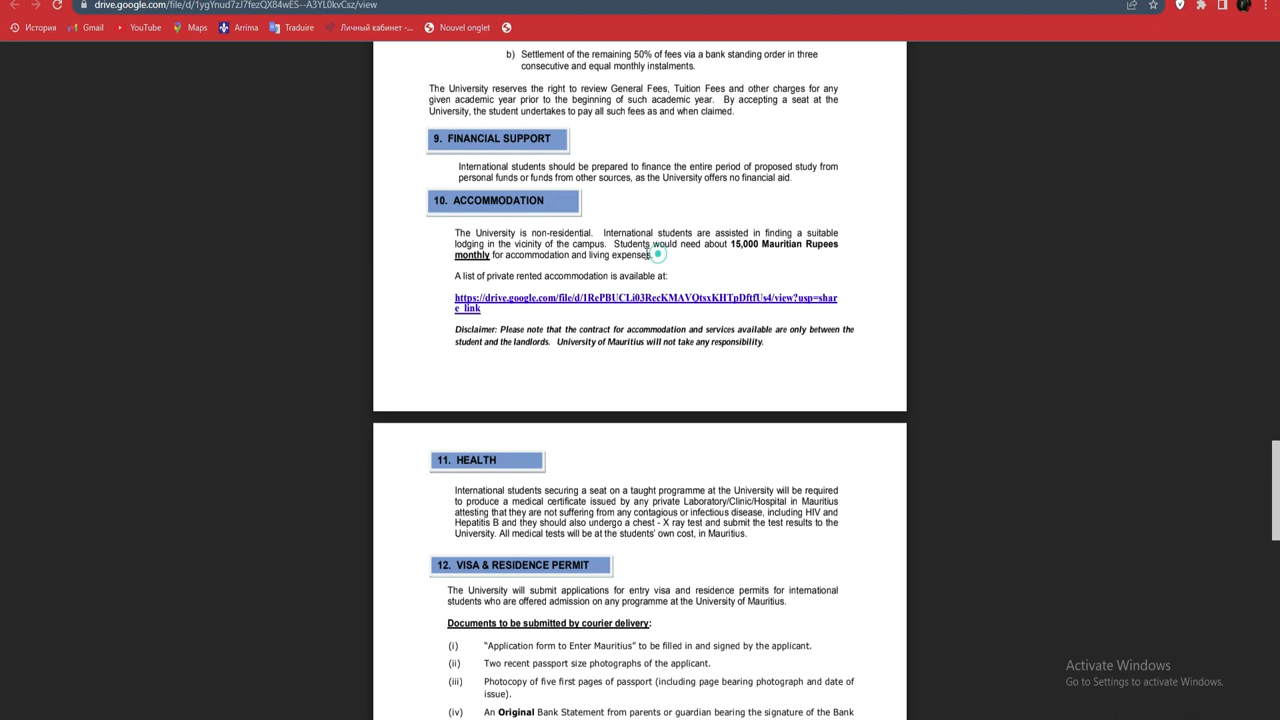 drive.google.com/file/d/1ygYnud7zJ7fezQX84wES--A3YL0kvCsz/view
История
Gmail
YouTube
Maps
Arrima
Traduire
Личный кабинет -...
Nouvel onglet
b) Settlement of the remaining 50% of fees via a bank standing order in three
consecutive and equal monthly instalments.
The University reserves the right to review General Fees, Tuition Fees and other charges for any
given academic year prior to the beginning of such academic year. By accepting a seat at the
University, the student undertakes to pay all such fees as and when claimed.
9. FINANCIAL SUPPORT
International students should be prepared to finance the entire period of proposed study from
personal funds or funds from other sources, as the University offers no financial aid.
10. ACCOMMODATION
The University is non-residential. International students are assisted in finding a suitable
lodging in the vicinity of the campus. Students would need about 15,000 Mauritian Rupees
monthly for accommodation and living expenses.
A list of private rented accommodation is available at:
https://drive.google.com/file/d/1RePBUCLi03RecKMAVQtsxKHTpDftfUs4/view?usp=shar
e_link
Disclaimer: Please note that the contract for accommodation and services available are only between the
student and the landlords. University of Mauritius will not take any responsibility.
11. HEALTH
International students securing a seat on a taught programme at the University will be required
to produce a medical certificate issued by any private Laboratory/Clinic/Hospital in Mauritius
attesting that they are not suffering from any contagious or infectious disease, including HIV and
Hepatitis B and they should also undergo a chest - X ray test and submit the test results to the
University. All medical tests will be at the students' own cost, in Mauritius.
12. VISA & RESIDENCE PERMIT
The University will submit applications for entry visa and residence permits for international
students who are offered admission on any programme at the University of Mauritius.
Documents to be submitted by courier delivery:
(i) "Application form to Enter Mauritius" to be filled in and signed by the applicant.
(ii) Two recent passport size photographs of the applicant.
(iii) Photocopy of five first pages of passport (including page bearing photograph and date of
issue).
(iv) An Original Bank Statement from parents or guardian bearing the signature of the Bank
Activate Windows
Go to Settings to activate Windows.